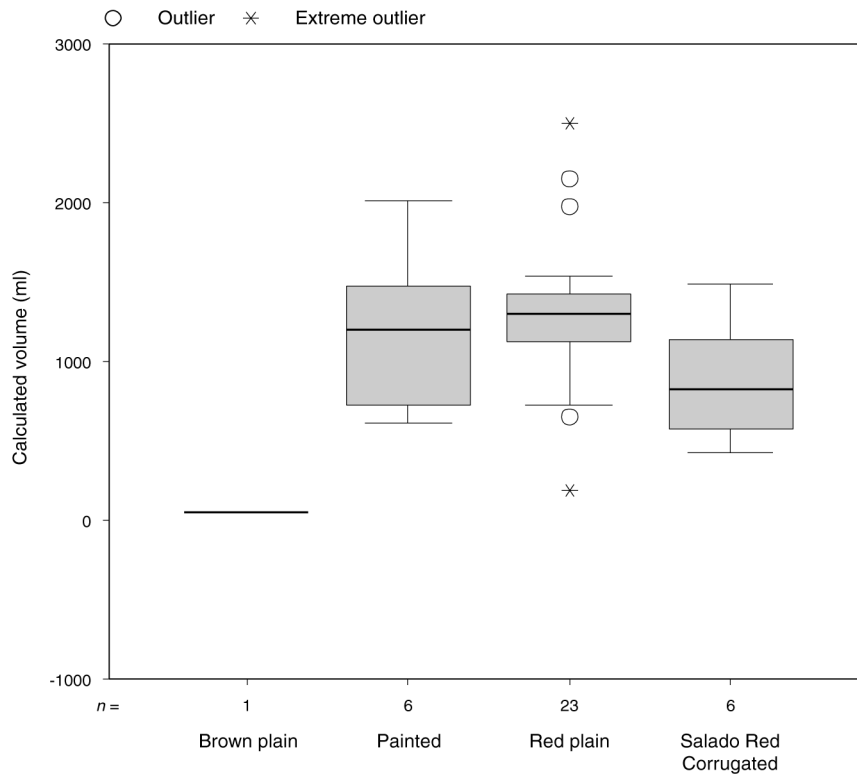 Outlier Extreme outlier
3000
2000
1000
0
-1000
Calculated volume (ml)
n = 1 6 23 6
Brown plain Painted Red plain Salado Red
Corrugated